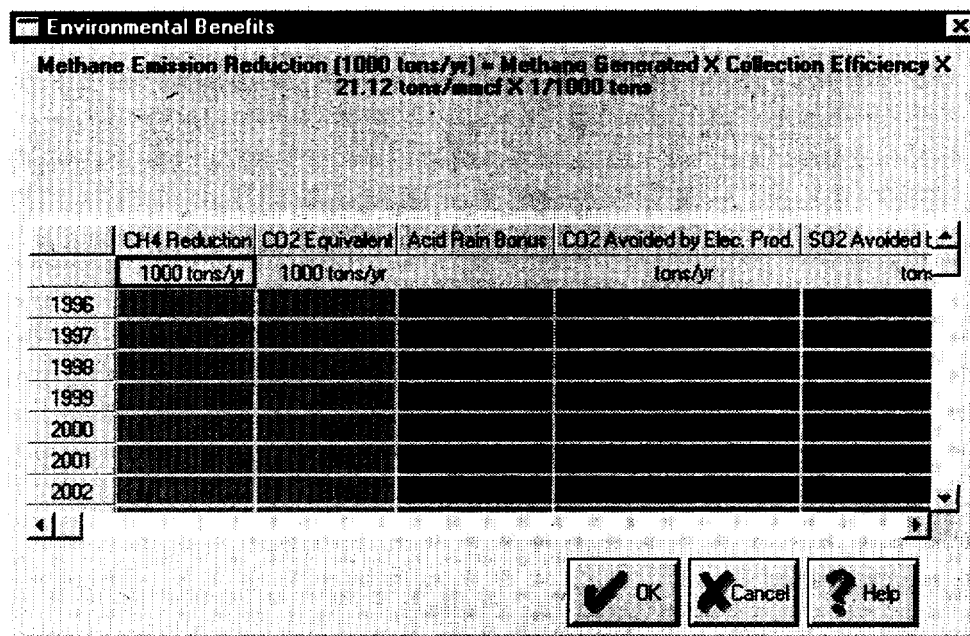 Environmental Benefits
Methane Emission Reduction (1000 tons/yr) = Methane Generated X Collection Efficiency X
21.12 tons/mmcf X 1/1000 tons
CH4 Reduction CO2 Equivalent Acid Rain Bonus CO2 Avoided by Elec. Prod. SO2 Avoided
1000 tons/yr 1000 tons/yr tons/yr tons
1996
1997
1998
1999
2000
2001
2002
OK Cancel Help